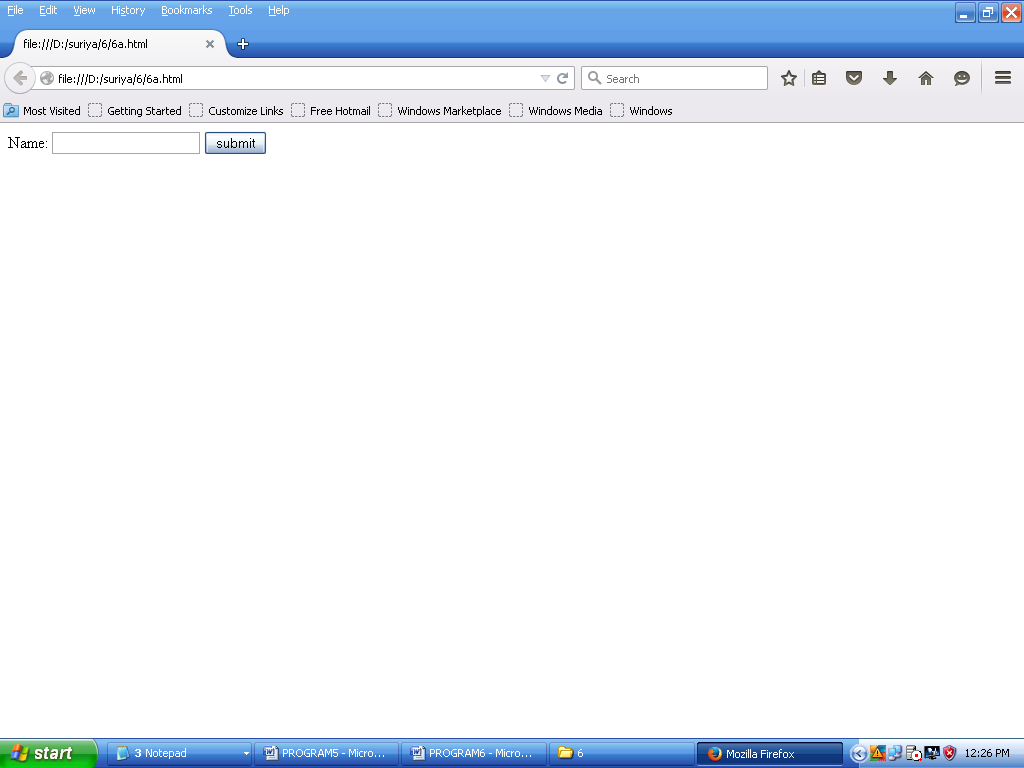 File Edit View History Bookmarks Tools Help
file:///D:/suriya/6/6a.html
file:///D:/suriya/6/6a.html Search
Most Visited Getting Started Customize Links Free Hotmail Windows Marketplace Windows Media Windows
Name: submit
start 3 Notepad PROGRAM5 - Micro... PROGRAM6 - Micro... 6 Mozilla Firefox 12:26 PM